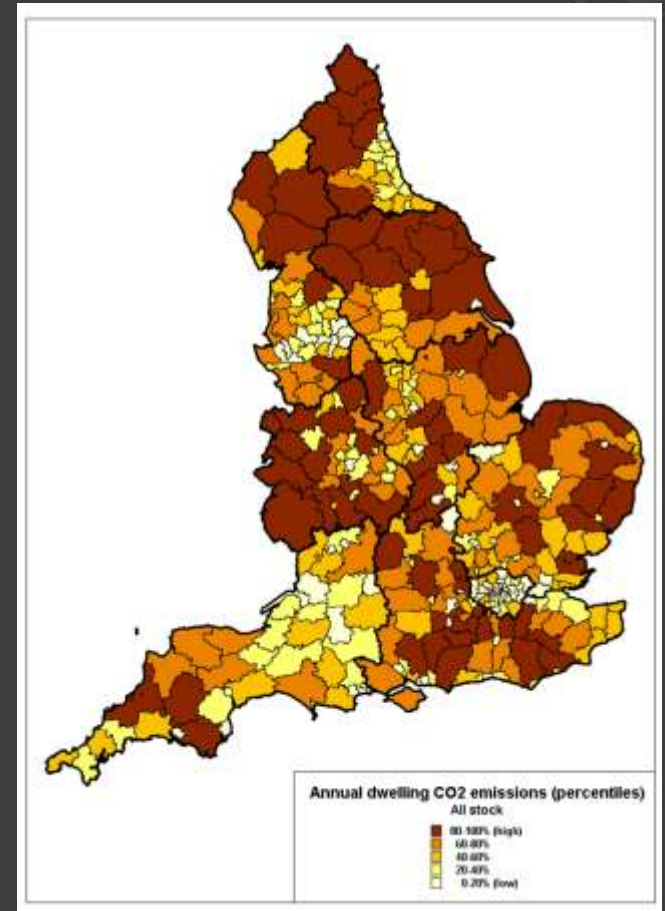 Annual dwelling CO2 emissions (percentiles)
All stock
80-100% (high)
60-80%
40-60%
20-40%
0-20% (low)